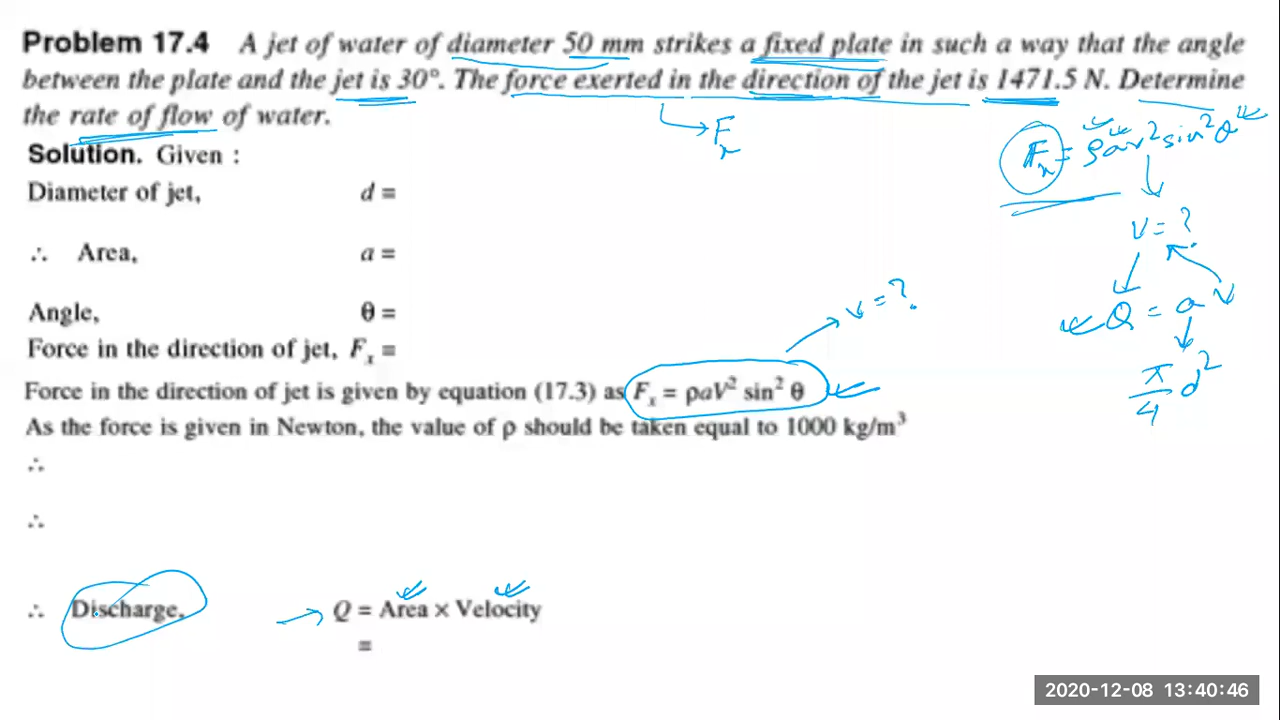 Problem 17.4 A jet of water of diameter 50 mm strikes a fixed plate in such a way that the angle
between the plate and the jet is 30°. The force exerted in the direction of the jet is 1471.5 N. Determine
the rate of flow of water.
Fx
Fx = ρav² sin² θ
Solution. Given :
Diameter of jet, d =
v = ?
∴ Area, a =
v = ?
Angle, θ =
Q = a v
Force in the direction of jet, Fx =
π/4 d²
Force in the direction of jet is given by equation (17.3) as Fx = ρaV² sin² θ
As the force is given in Newton, the value of ρ should be taken equal to 1000 kg/m³
∴
∴
∴ Discharge, Q = Area × Velocity
=
2020-12-08 13:40:46